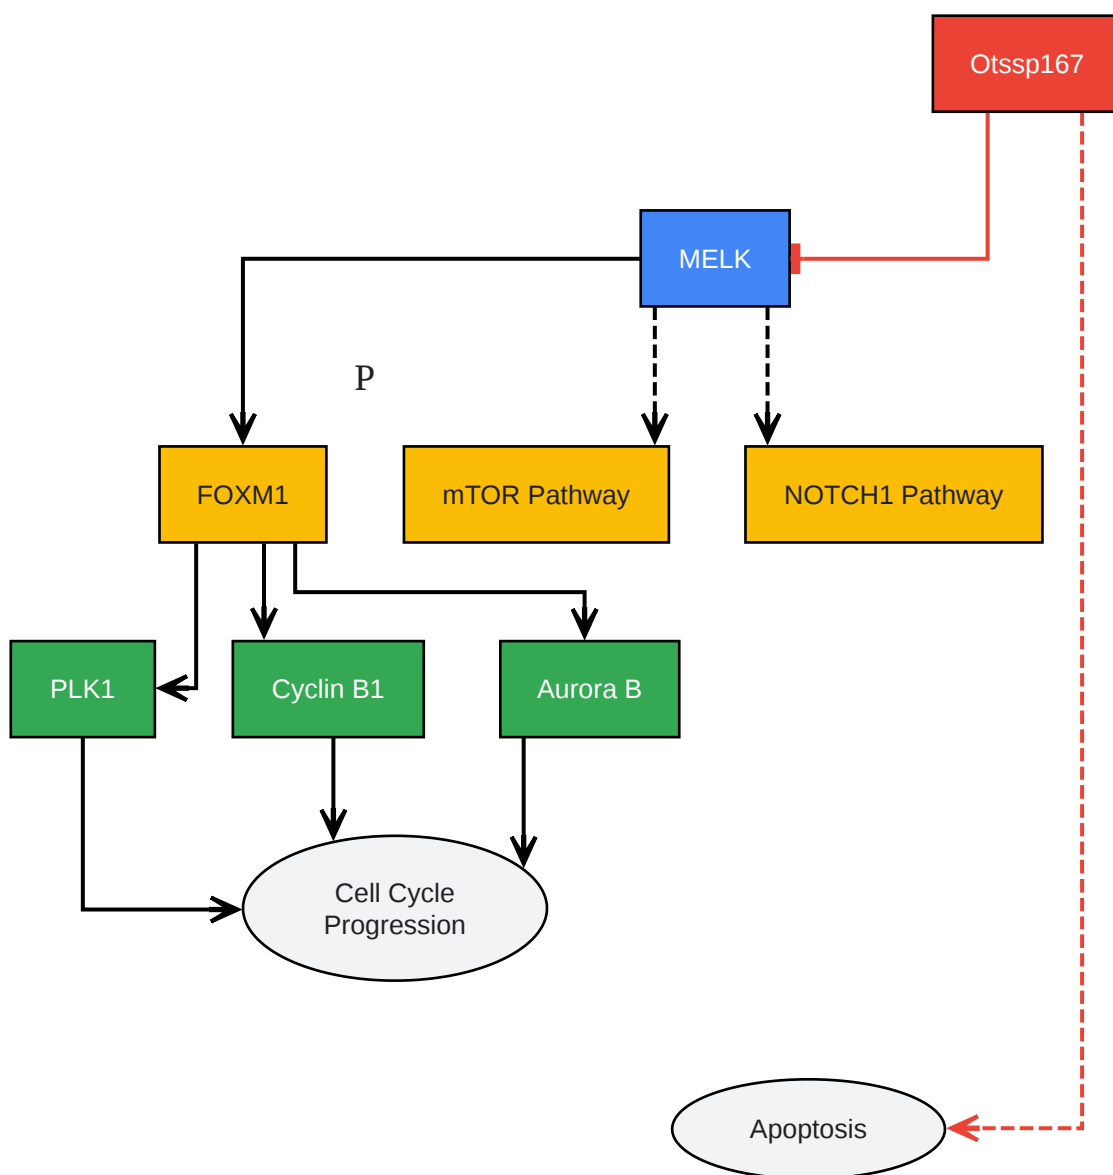 Otssp167
MELK
P
FOXM1
mTOR Pathway
NOTCH1 Pathway
PLK1
Cyclin B1
Aurora B
Cell Cycle
Progression
Apoptosis